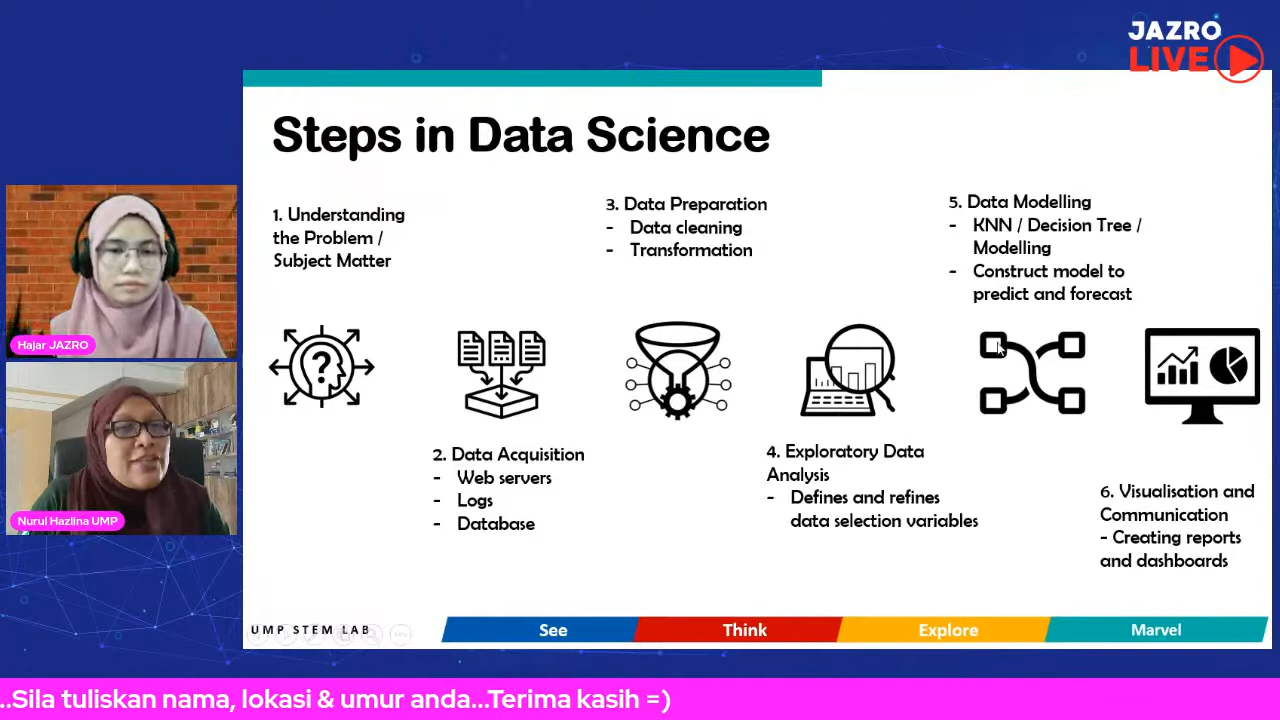 JAZRO
LIVE
Steps in Data Science
1. Understanding
the Problem /
Subject Matter
2. Data Acquisition
- Web servers
- Logs
- Database
3. Data Preparation
- Data cleaning
- Transformation
4. Exploratory Data
Analysis
- Defines and refines
data selection variables
5. Data Modelling
- KNN / Decision Tree /
Modelling
- Construct model to
predict and forecast
6. Visualisation and
Communication
- Creating reports
and dashboards
Hajar JAZRO
Nurul Hazlina UMP
UMP STEM LAB
See
Think
Explore
Marvel
..Sila tuliskan nama, lokasi & umur anda...Terima kasih =)